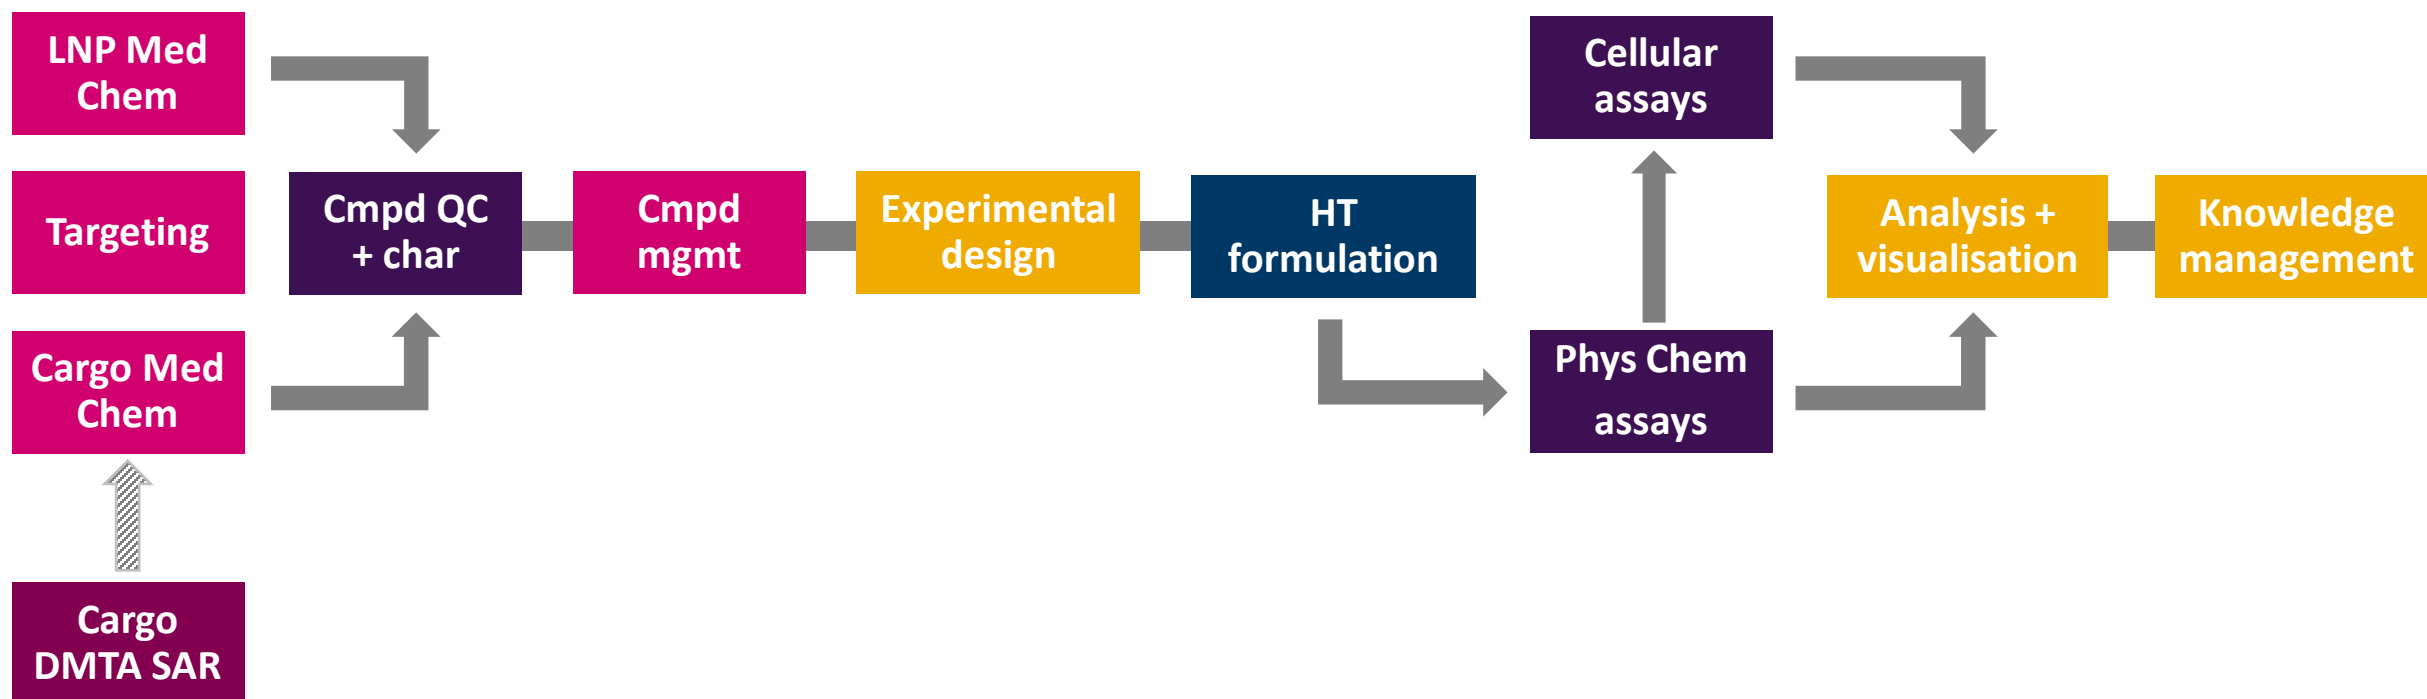 LNP Med
Chem
Targeting
Cargo Med
Chem
Cargo
DMTA SAR
Cmpd QC
+ char
Cmpd
mgmt
Experimental
design
HT
formulation
Cellular
assays
Phys Chem
assays
Analysis +
visualisation
Knowledge
management